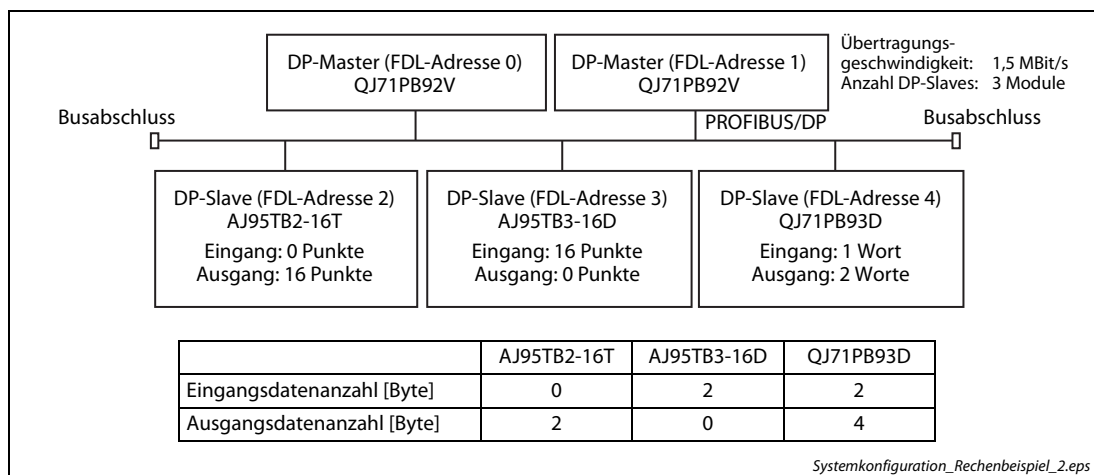 DP-Master (FDL-Adresse 0)
QJ71PB92V
DP-Master (FDL-Adresse 1)
QJ71PB92V
Übertragungs-
geschwindigkeit: 1,5 MBit/s
Anzahl DP-Slaves: 3 Module
Busabschluss
PROFIBUS/DP
Busabschluss
DP-Slave (FDL-Adresse 2)
AJ95TB2-16T
Eingang: 0 Punkte
Ausgang: 16 Punkte
DP-Slave (FDL-Adresse 3)
AJ95TB3-16D
Eingang: 16 Punkte
Ausgang: 0 Punkte
DP-Slave (FDL-Adresse 4)
QJ71PB93D
Eingang: 1 Wort
Ausgang: 2 Worte
AJ95TB2-16T AJ95TB3-16D QJ71PB93D
Eingangsdatenanzahl [Byte] 0 2 2
Ausgangsdatenanzahl [Byte] 2 0 4
Systemkonfiguration_Rechenbeispiel_2.eps